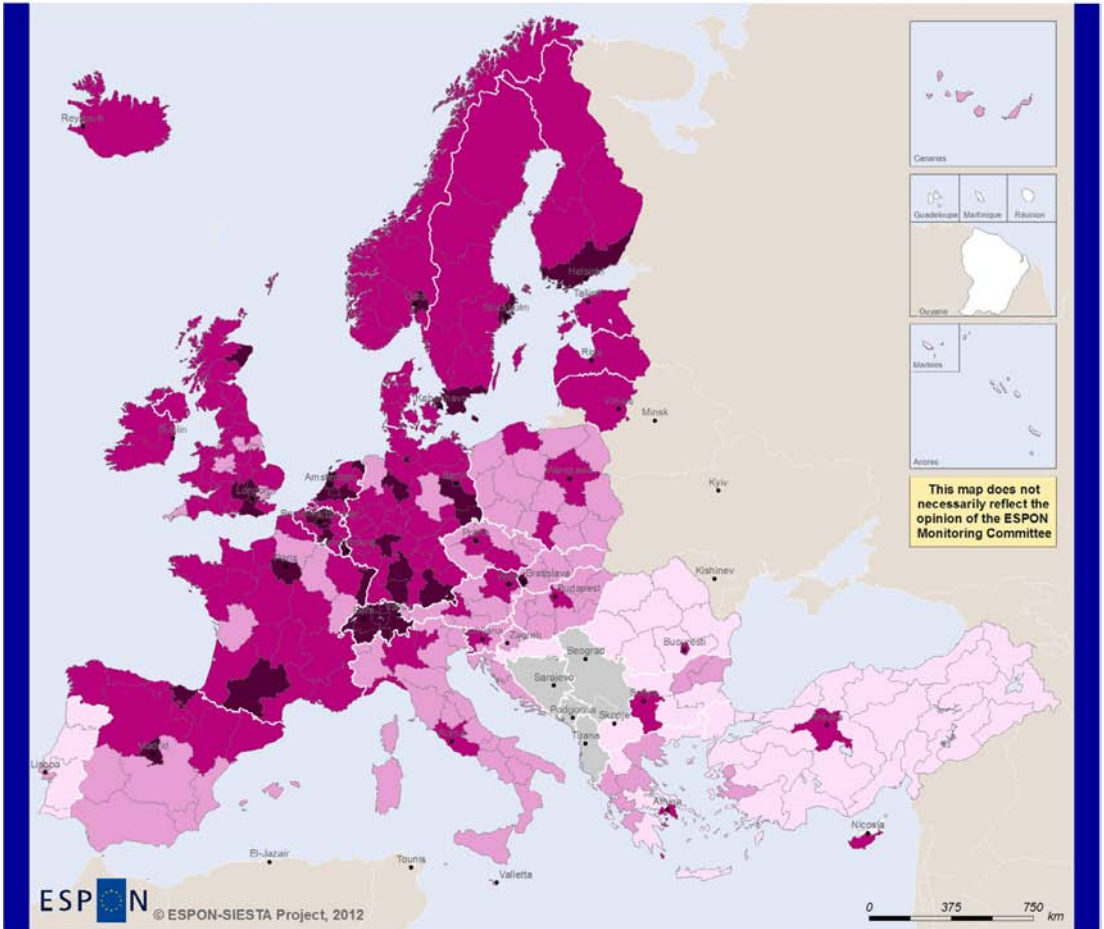 Reykjavik
Canarias
Guadeloupe
Martinique
Réunion
Guyane
Madeira
Acores
Helsinki
Tallinn
Riga
Vilnius
Minsk
Dublin
London
Amsterdam
Warszawa
Kyiv
Paris
Kishinev
Bratislava
Budapest
Zagreb
Beograd
Bucuresti
Sarajevo
Podgorica
Skopje
Tirana
Madrid
Lisboa
Nicosia
El-Jazair
Tounis
Valletta
This map does not
necessarily reflect the
opinion of the ESPON
Monitoring Committee
ESPON
© ESPON-SIESTA Project, 2012
0 375 750
km